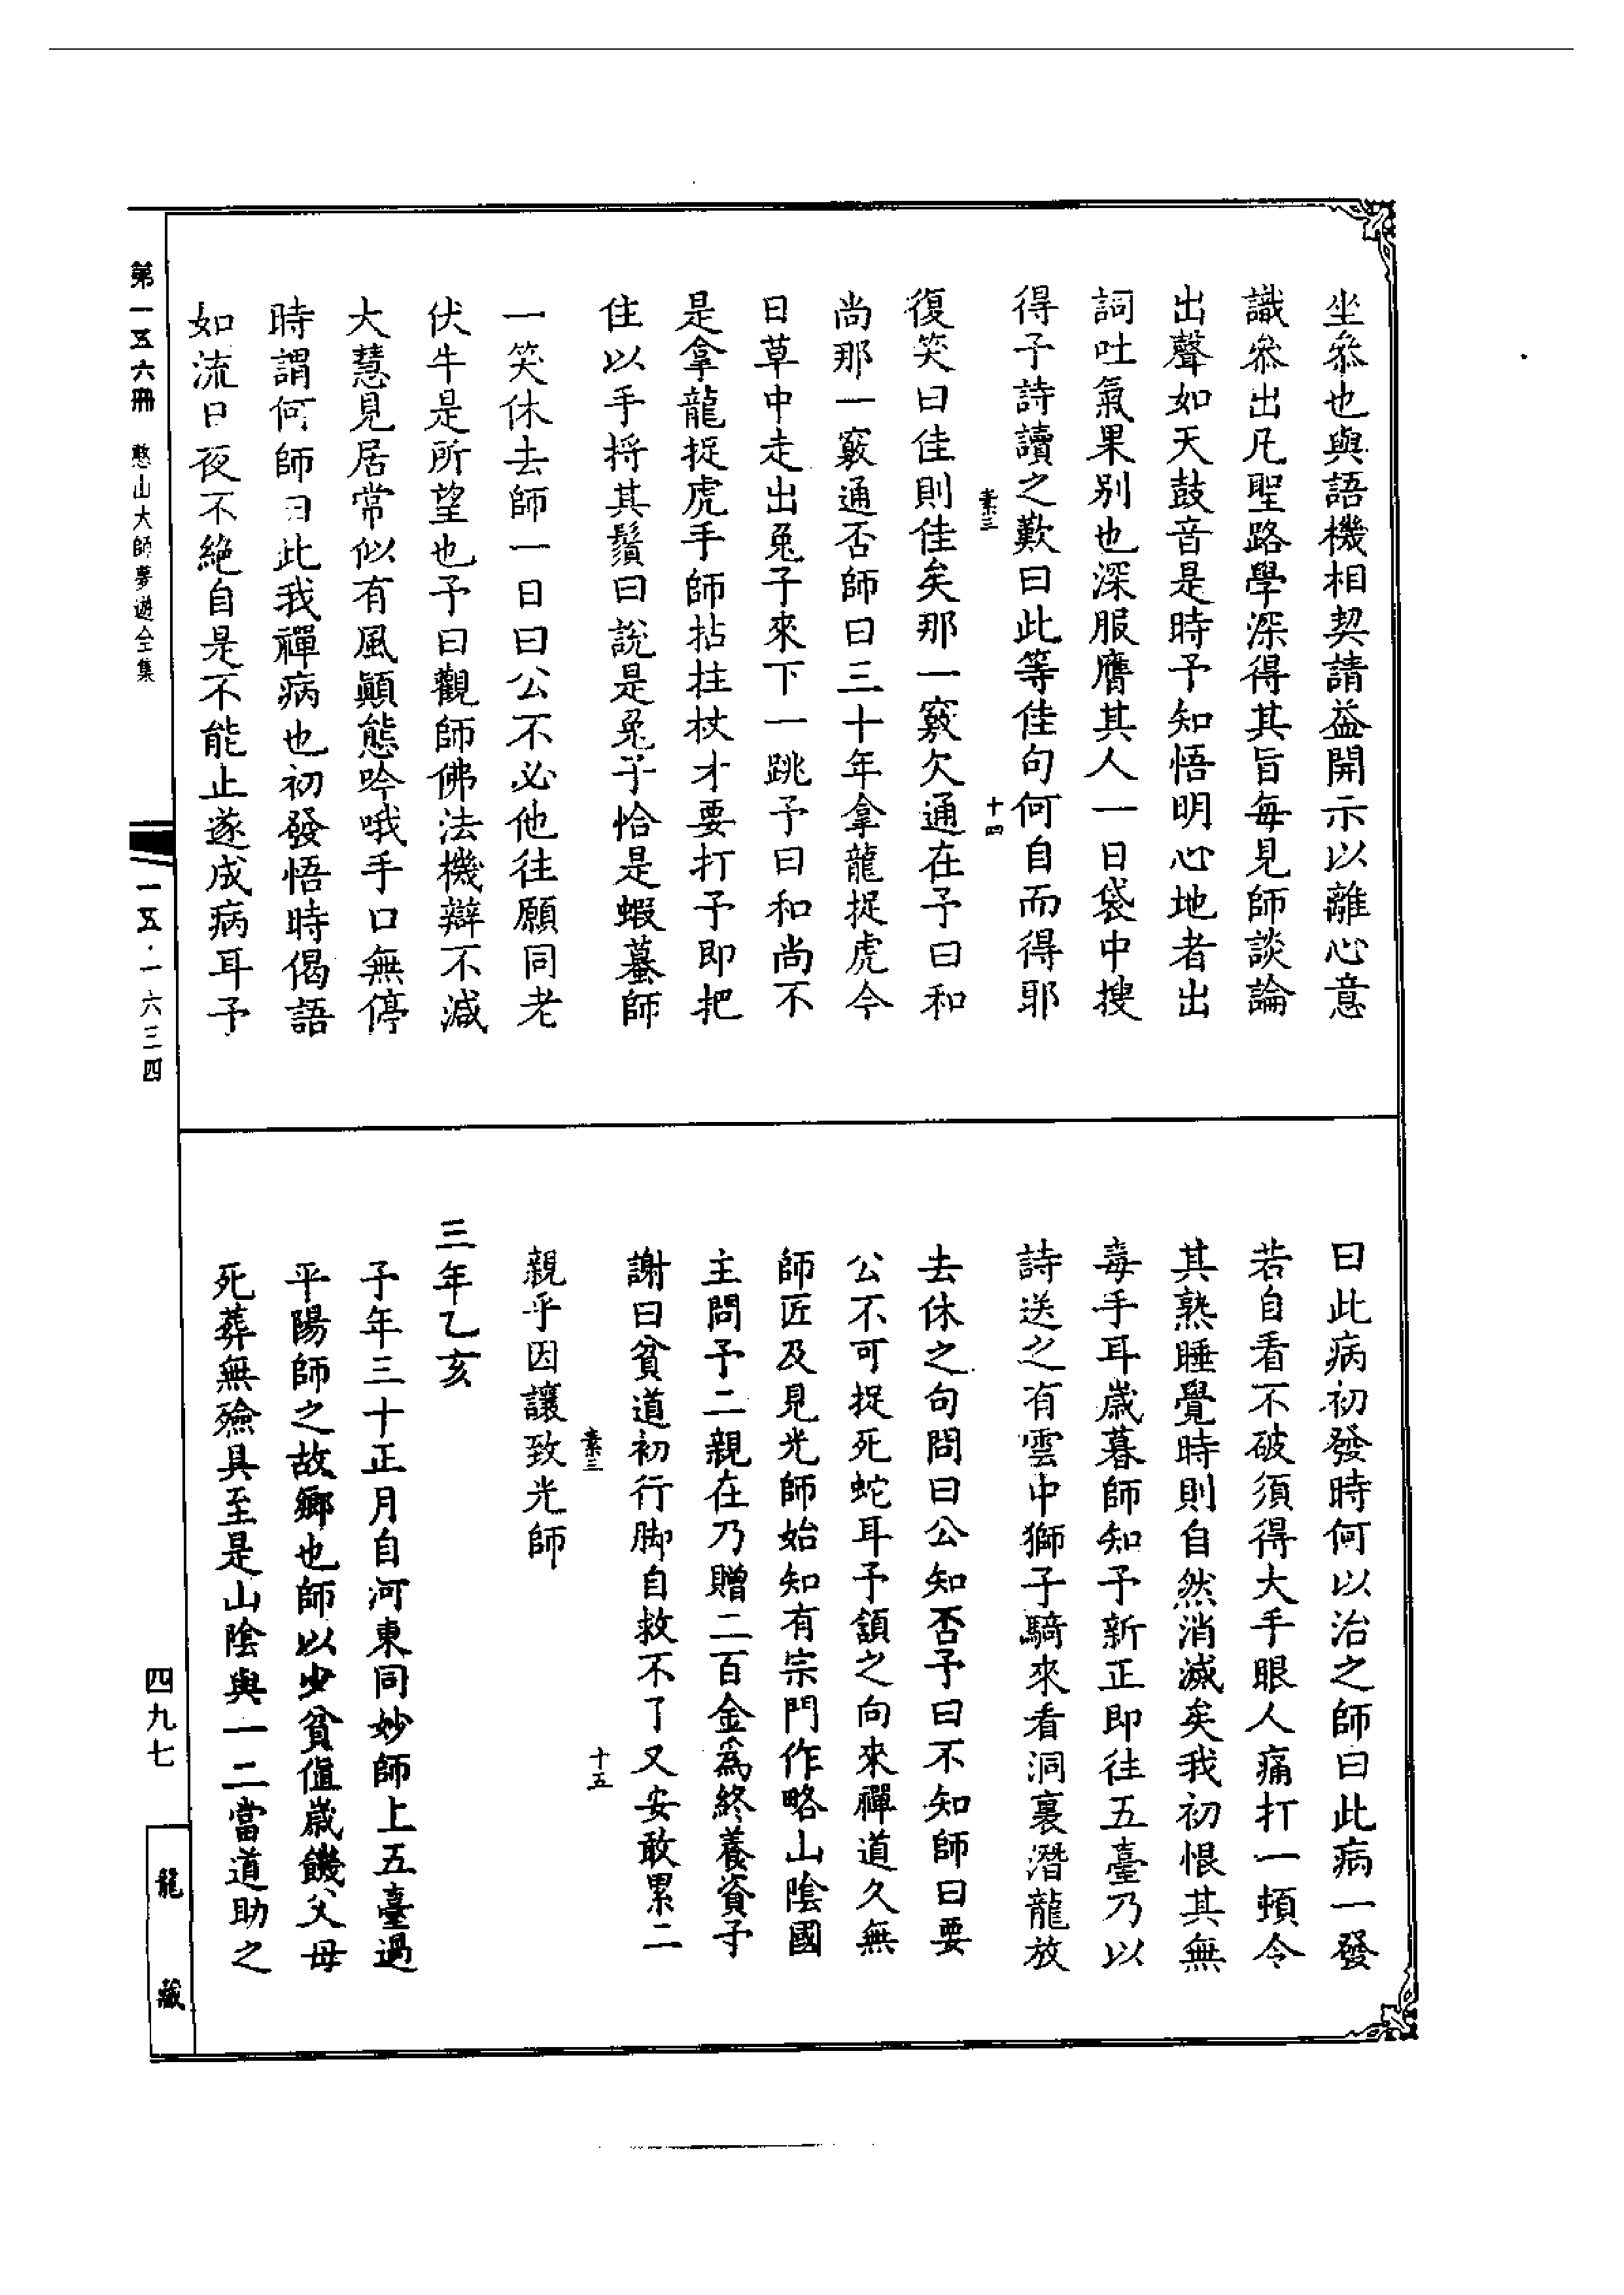 坐叅也與語機相契請益開示以離心意
識叅出凡聖路學深得其旨每見師談論
出聲如天鼓音是時予知悟明心地者出
詞吐氣果別也深服膺其人一日袋中搜
得予詩讀之歎曰此等佳句何自而得耶
素三
十四
復笑曰佳則佳矣那一竅欠通在予曰和
尚那一竅通否師曰三十年拿龍捉虎今
日草中走出兔子來下一跳予曰和尚不
是拿龍捉虎手師拈拄杖才要打予即把
住以手捋其鬚曰說是兔子恰是蝦蟇師
一笑休去師一日曰公不必他往願同老
伏牛是所望也予曰觀師佛法機辯不減
大慧見居常似有風顛態吟哦手口無停
時謂何師曰此我禪病也初發悟時偈語
如流日夜不絕自是不能止遂成病耳予
第一五六冊 憨山大師夢遊全集
一五·一六三四
曰此病初發時何以治之師曰此病一發
若自看不破須得大手眼人痛打一頓令
其熟睡覺時則自然消滅矣我初恨其無
毒手耳歲暮師知予新正即往五臺乃以
詩送之有雲中獅子騎來看洞裏潛龍放
去休之句問曰公知否予曰不知師曰要
公不可捉死蛇耳予頷之向來禪道久無
師匠及見光師始知有宗門作略山陰國
主問予二親在乃贈二百金為終養資予
謝曰貧道初行脚自救不了又安敢累二
素三
十五
親乎因讓致光師
三年乙亥
予年三十正月自河東同妙師上五臺過
平陽師之故鄉也師以少貧值歲饑父母
死葬無殮具至是山陰與一二當道助之
四九七
龍藏